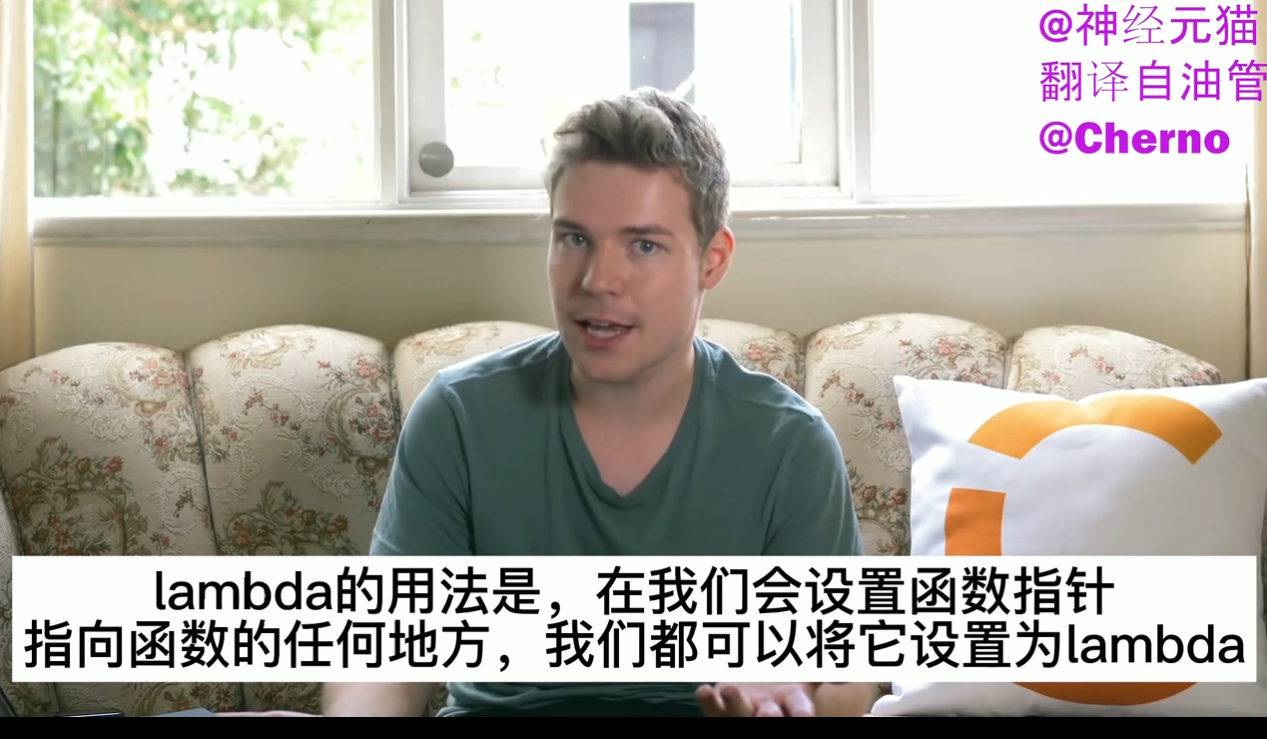 @神经元猫
翻译自油管
@Cherno
lambda的用法是，在我们会设置函数指针
指向函数的任何地方，我们都可以将它设置为lambda